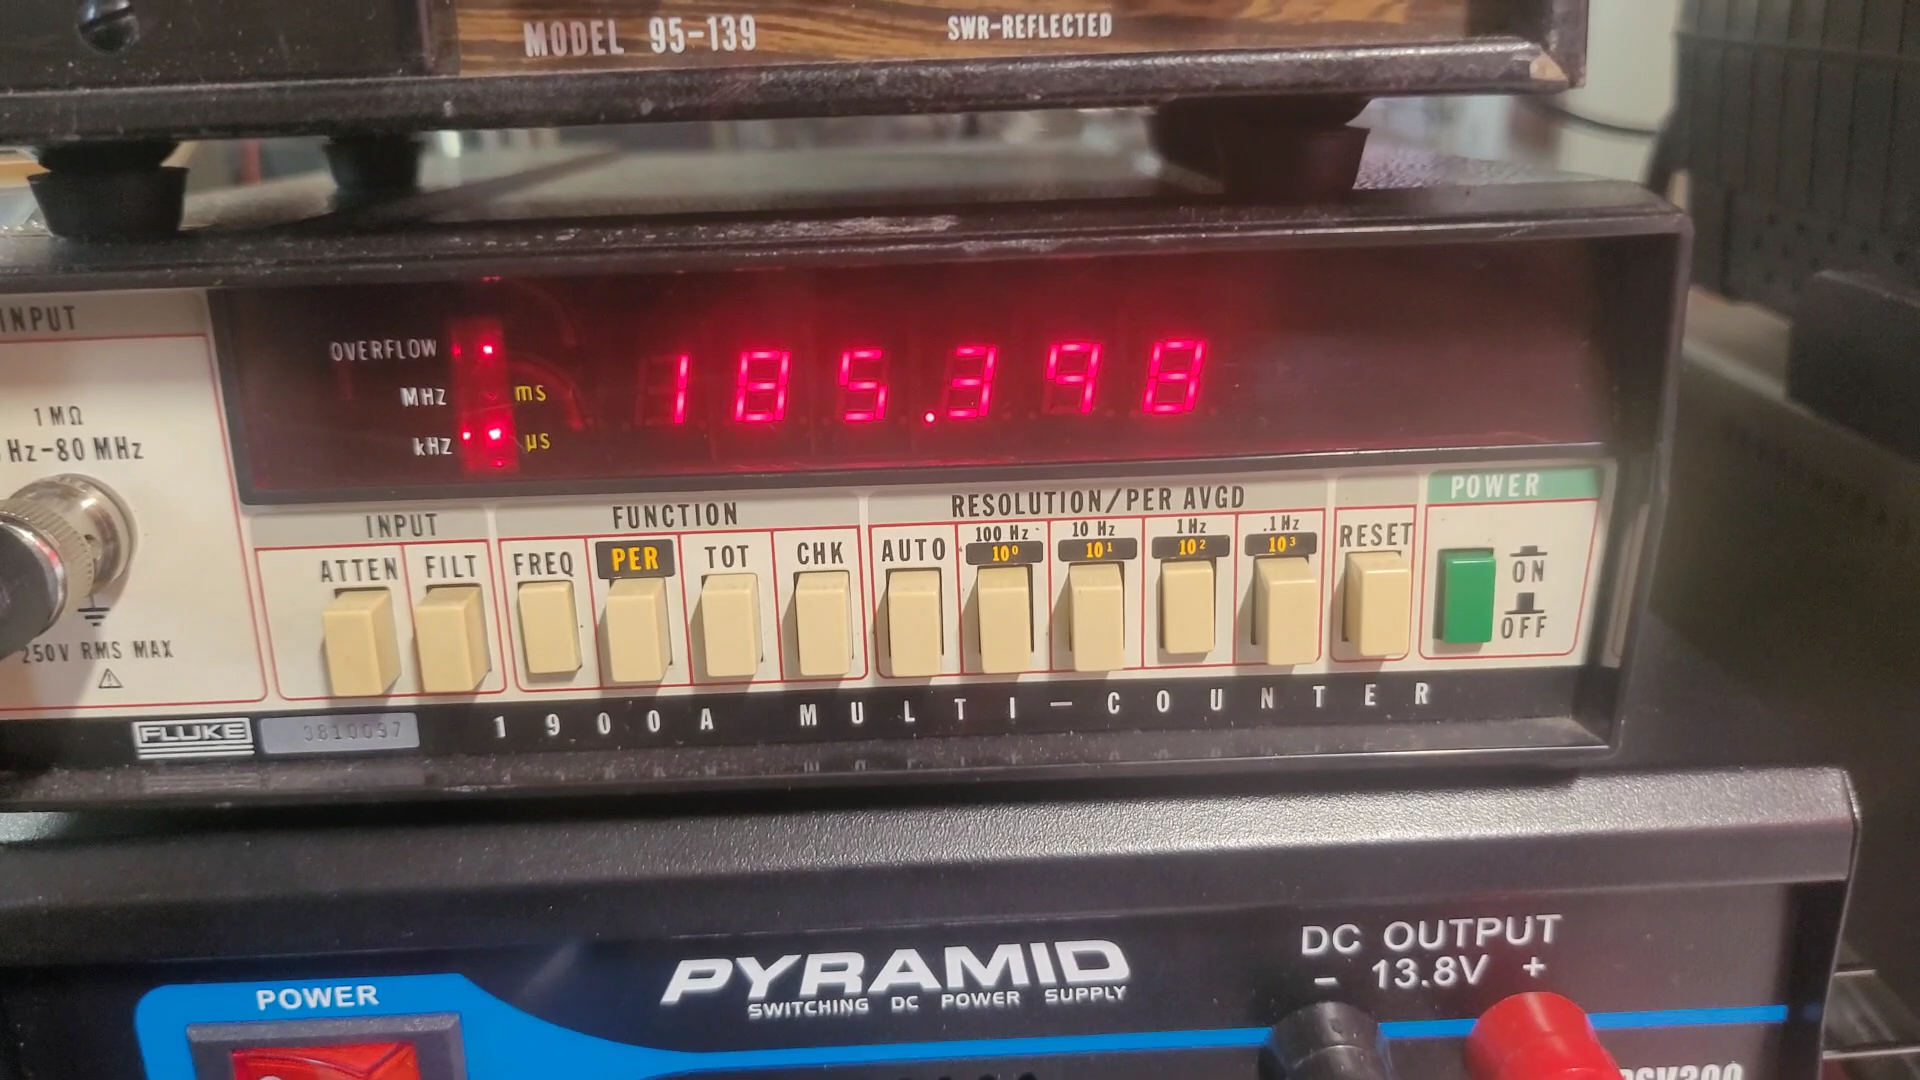 MODEL 95-139
SWR-REFLECTED
INPUT
1 MΩ
Hz-80 MHz
250V RMS MAX
OVERFLOW
MHz
ms
kHz
µs
185.398
INPUT
ATTEN
FILT
FUNCTION
FREQ
PER
TOT
CHK
RESOLUTION/PER AVGD
AUTO
100 Hz
10⁰
10 Hz
10¹
1 Hz
10²
.1 Hz
10³
RESET
POWER
ON
OFF
FLUKE
3810097
1900A MULTI-COUNTER
PYRAMID
SWITCHING DC POWER SUPPLY
POWER
DC OUTPUT
- 13.8V +